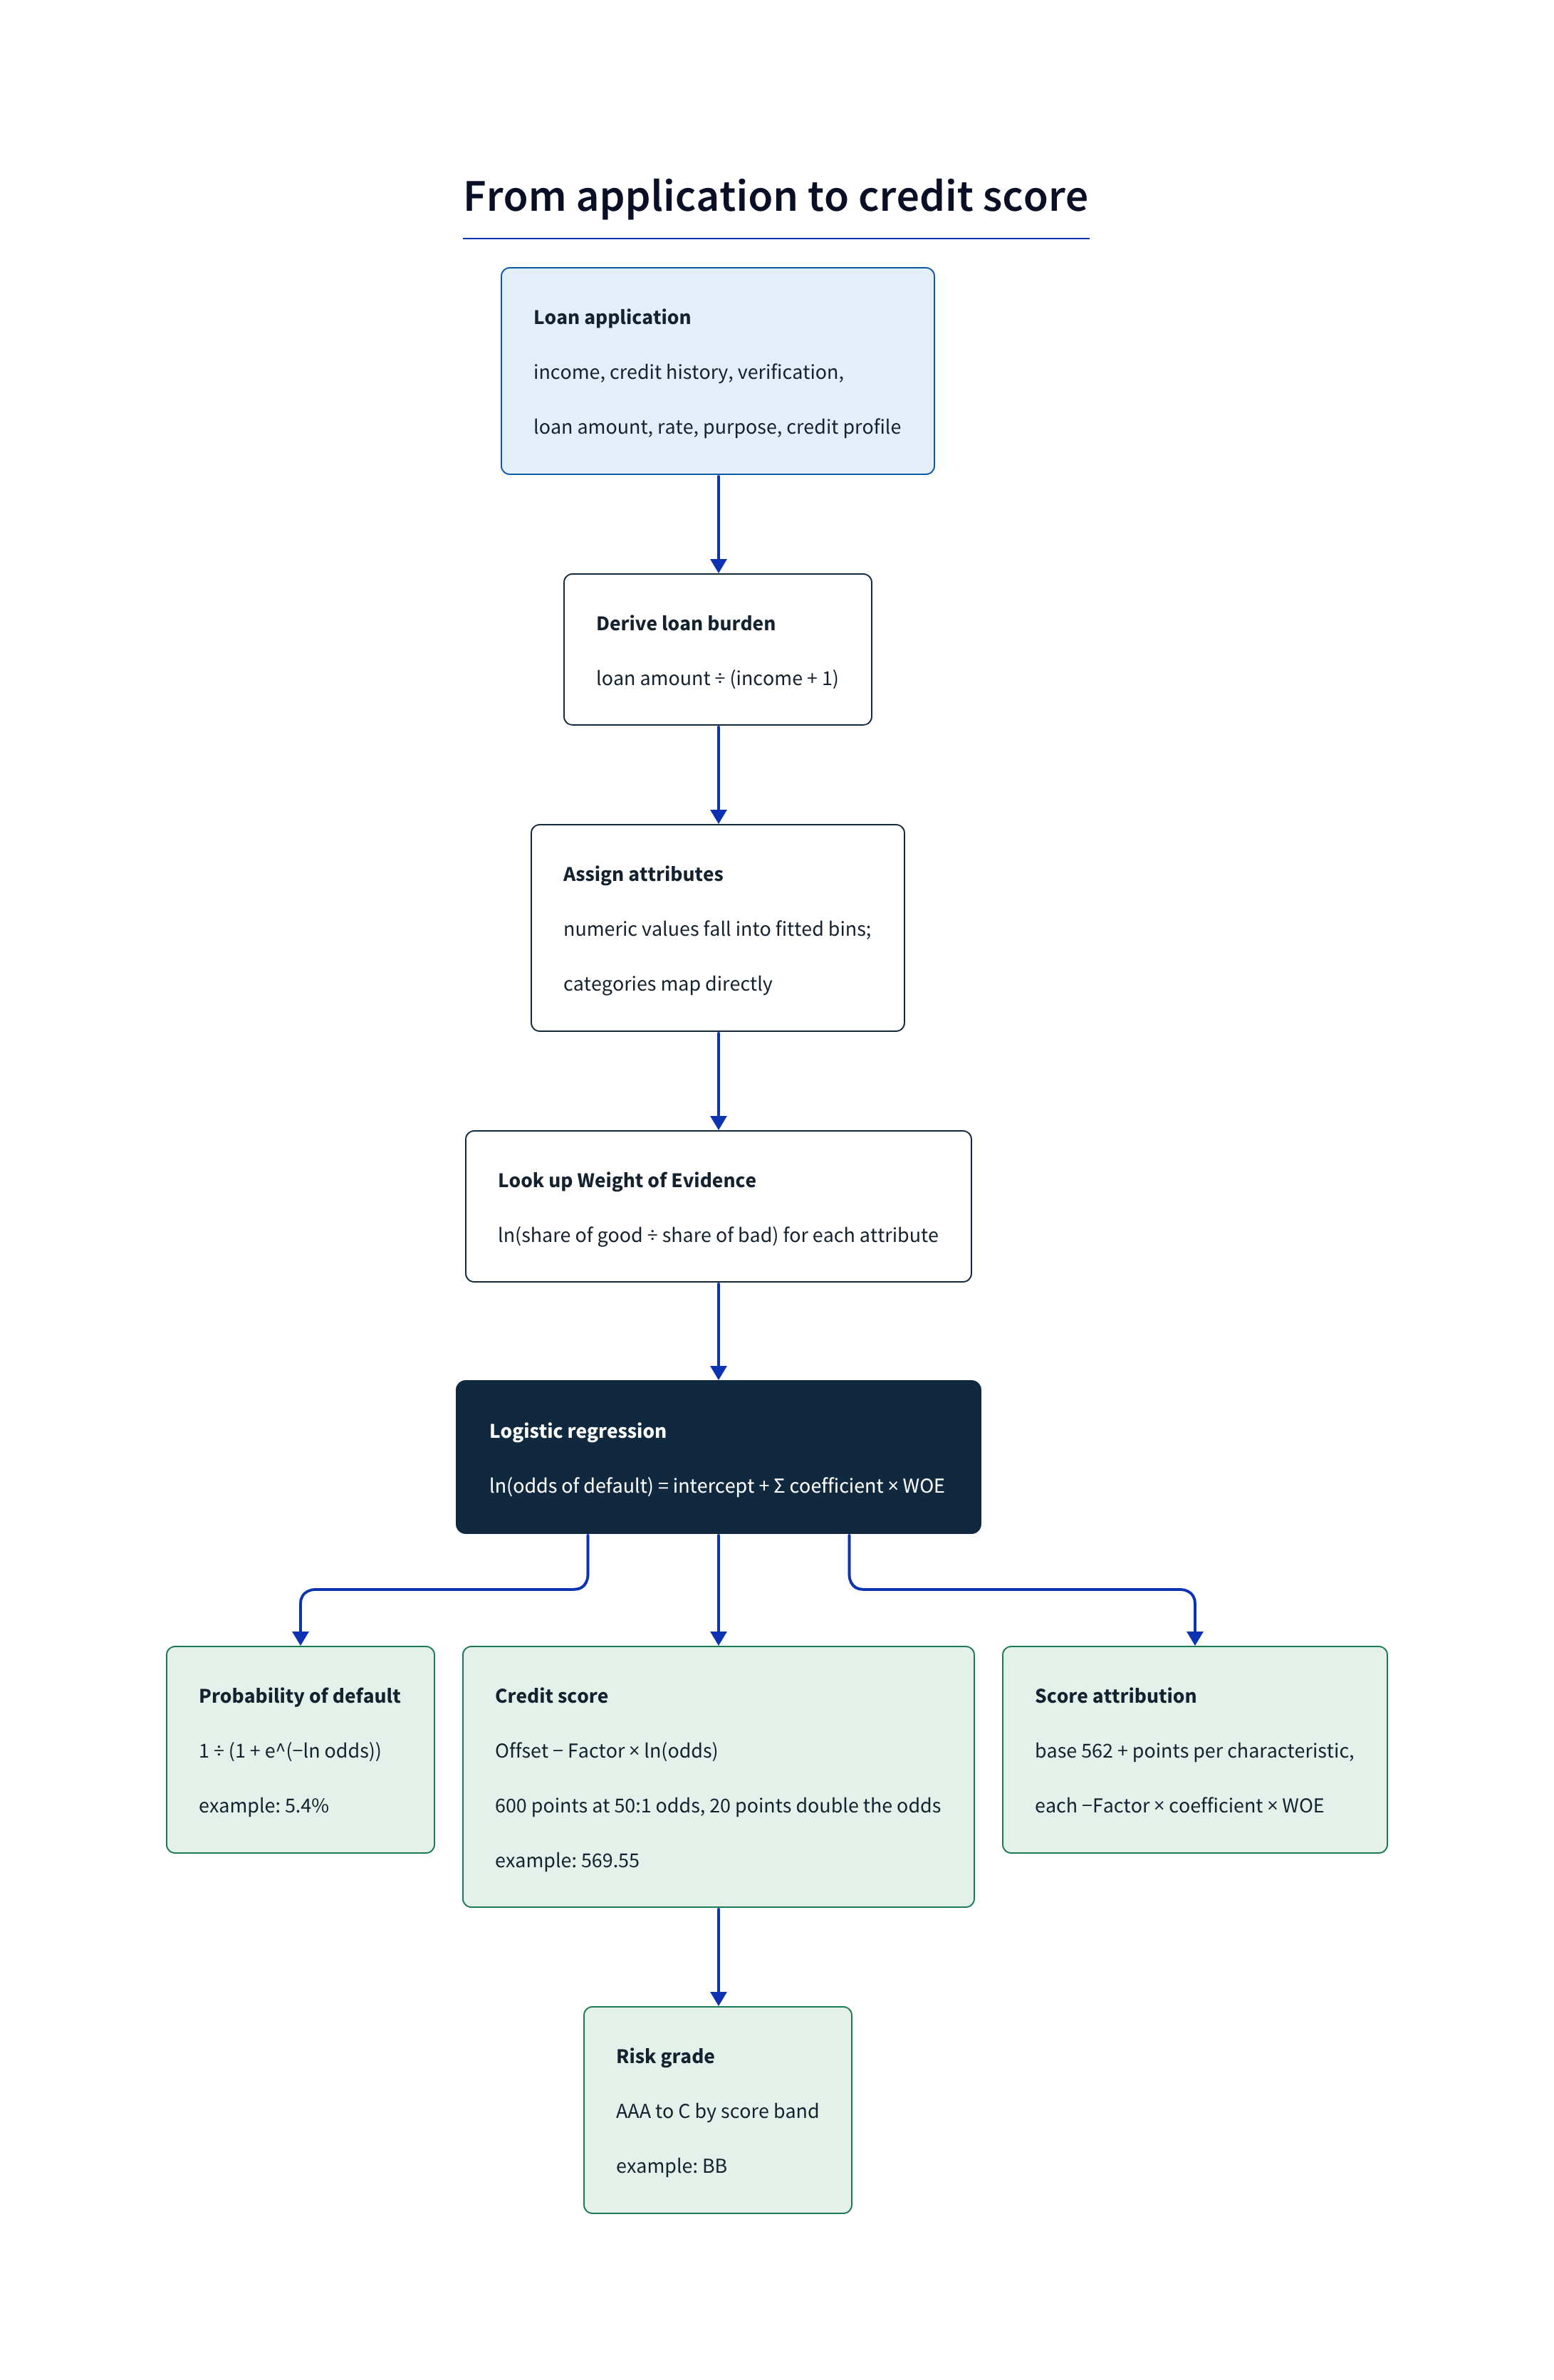 From application to credit score
Loan application
income, credit history, verification,
loan amount, rate, purpose, credit profile
Derive loan burden
loan amount ÷ (income + 1)
Assign attributes
numeric values fall into fitted bins;
categories map directly
Look up Weight of Evidence
ln(share of good ÷ share of bad) for each attribute
Logistic regression
ln(odds of default) = intercept + Σ coefficient × WOE
Probability of default
1 ÷ (1 + e^(−ln odds))
example: 5.4%
Credit score
Offset − Factor × ln(odds)
600 points at 50:1 odds, 20 points double the odds
example: 569.55
Score attribution
base 562 + points per characteristic,
each −Factor × coefficient × WOE
Risk grade
AAA to C by score band
example: BB